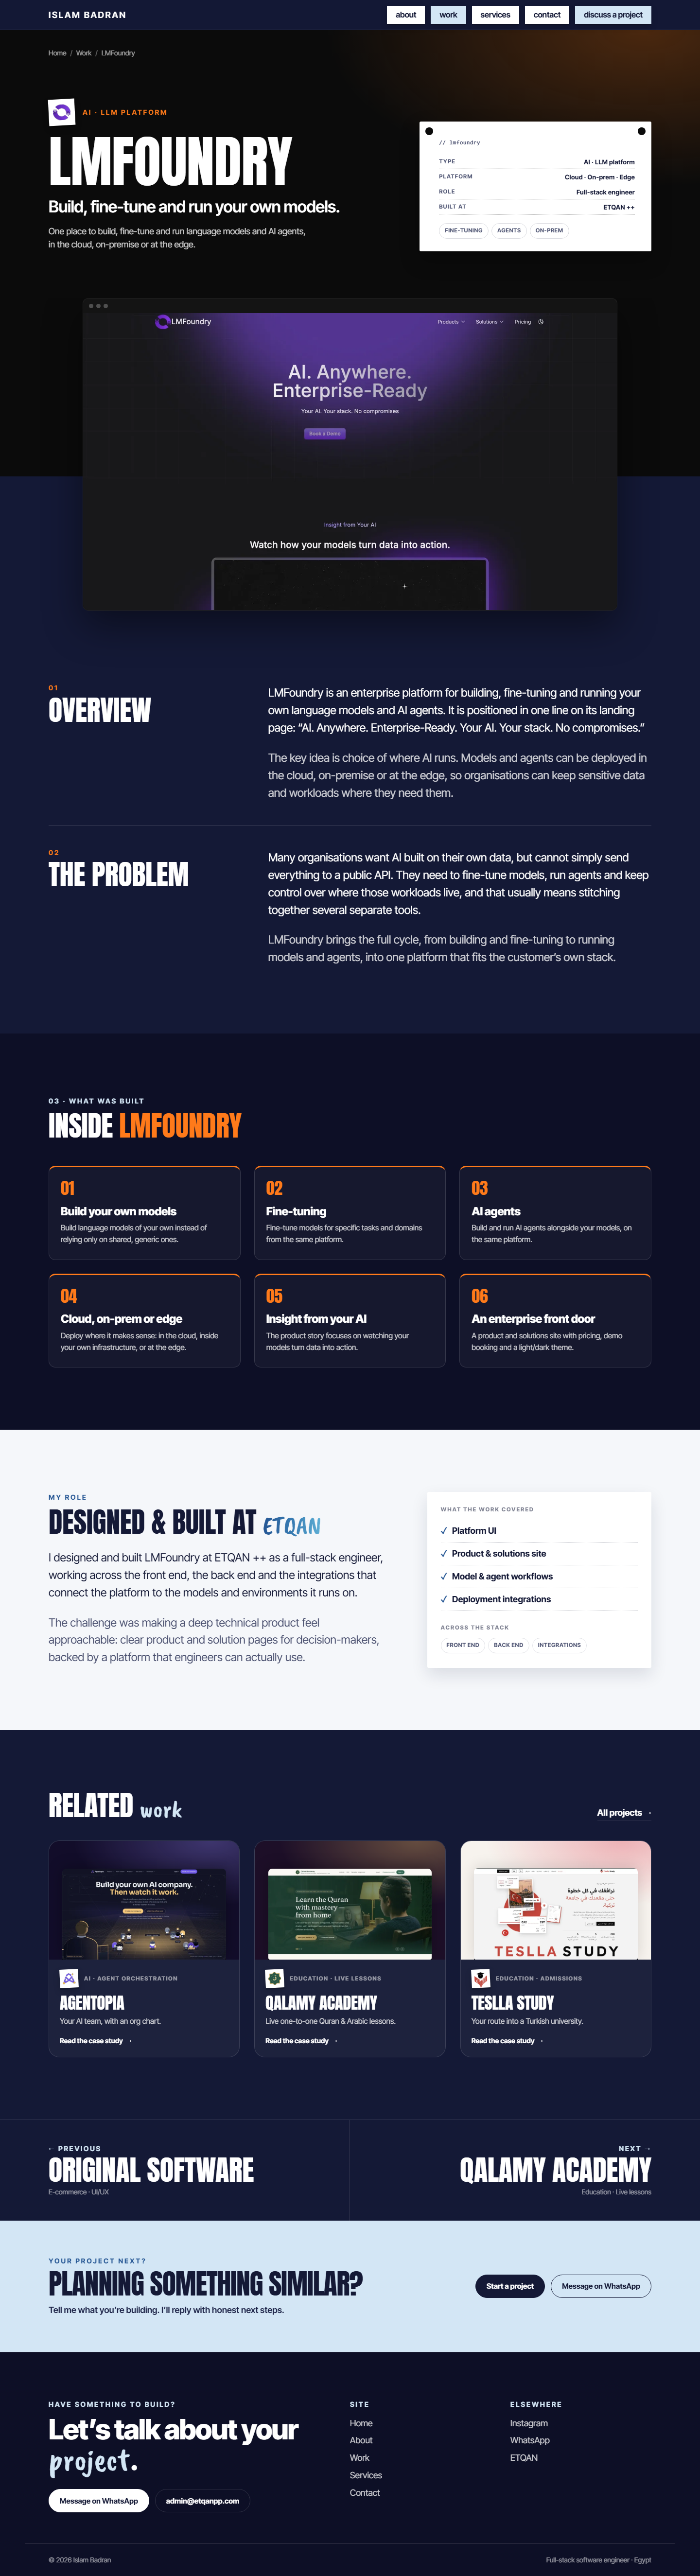 ISLAM BADRAN
about
work
services
contact
discuss a project
Home / Work / LMFoundry
AI · LLM PLATFORM
LMFOUNDRY
Build, fine-tune and run your own models.
One place to build, fine-tune and run language models and AI agents,
in the cloud, on-premise or at the edge.
// lmfoundry
TYPE AI · LLM platform
PLATFORM Cloud · On-prem · Edge
ROLE Full-stack engineer
BUILT AT ETQAN ++
FINE-TUNING AGENTS ON-PREM
LMFoundry
Products Solutions Pricing
AI. Anywhere.
Enterprise-Ready
Your AI. Your stack. No compromises
Book a Demo
Insight from Your AI
Watch how your models turn data into action.
01
OVERVIEW
LMFoundry is an enterprise platform for building, fine-tuning and running your
own language models and AI agents. It is positioned in one line on its landing
page: “AI. Anywhere. Enterprise-Ready. Your AI. Your stack. No compromises.”
The key idea is choice of where AI runs. Models and agents can be deployed in
the cloud, on-premise or at the edge, so organisations can keep sensitive data
and workloads where they need them.
02
THE PROBLEM
Many organisations want AI built on their own data, but cannot simply send
everything to a public API. They need to fine-tune models, run agents and keep
control over where those workloads live, and that usually means stitching
together several separate tools.
LMFoundry brings the full cycle, from building and fine-tuning to running
models and agents, into one platform that fits the customer’s own stack.
03 · WHAT WAS BUILT
INSIDE LMFOUNDRY
01
Build your own models
Build language models of your own instead of
relying only on shared, generic ones.
02
Fine-tuning
Fine-tune models for specific tasks and domains
from the same platform.
03
AI agents
Build and run AI agents alongside your models, on
the same platform.
04
Cloud, on-prem or edge
Deploy where it makes sense: in the cloud, inside
your own infrastructure, or at the edge.
05
Insight from your AI
The product story focuses on watching your
models turn data into action.
06
An enterprise front door
A product and solutions site with pricing, demo
booking and a light/dark theme.
MY ROLE
DESIGNED & BUILT AT ETQAN
I designed and built LMFoundry at ETQAN ++ as a full-stack engineer,
working across the front end, the back end and the integrations that
connect the platform to the models and environments it runs on.
The challenge was making a deep technical product feel
approachable: clear product and solution pages for decision-makers,
backed by a platform that engineers can actually use.
WHAT THE WORK COVERED
✓ Platform UI
✓ Product & solutions site
✓ Model & agent workflows
✓ Deployment integrations
ACROSS THE STACK
FRONT END BACK END INTEGRATIONS
RELATED work
All projects →
Build your own AI company.
Then watch it work.
AI · AGENT ORCHESTRATION
AGENTOPIA
Your AI team, with an org chart.
Read the case study →
Learn the Quran
with mastery —
from home
EDUCATION · LIVE LESSONS
QALAMY ACADEMY
Live one-to-one Quran & Arabic lessons.
Read the case study →
نرافقك في كل خطوة
TESLLA STUDY
EDUCATION · ADMISSIONS
TESLLA STUDY
Your route into a Turkish university.
Read the case study →
← PREVIOUS
ORIGINAL SOFTWARE
E-commerce · UI/UX
NEXT →
QALAMY ACADEMY
Education · Live lessons
YOUR PROJECT NEXT?
PLANNING SOMETHING SIMILAR?
Tell me what you’re building. I’ll reply with honest next steps.
Start a project
Message on WhatsApp
HAVE SOMETHING TO BUILD?
Let’s talk about your
project.
Message on WhatsApp
admin@etqanpp.com
SITE
Home
About
Work
Services
Contact
ELSEWHERE
Instagram
WhatsApp
ETQAN
© 2026 Islam Badran
Full-stack software engineer · Egypt